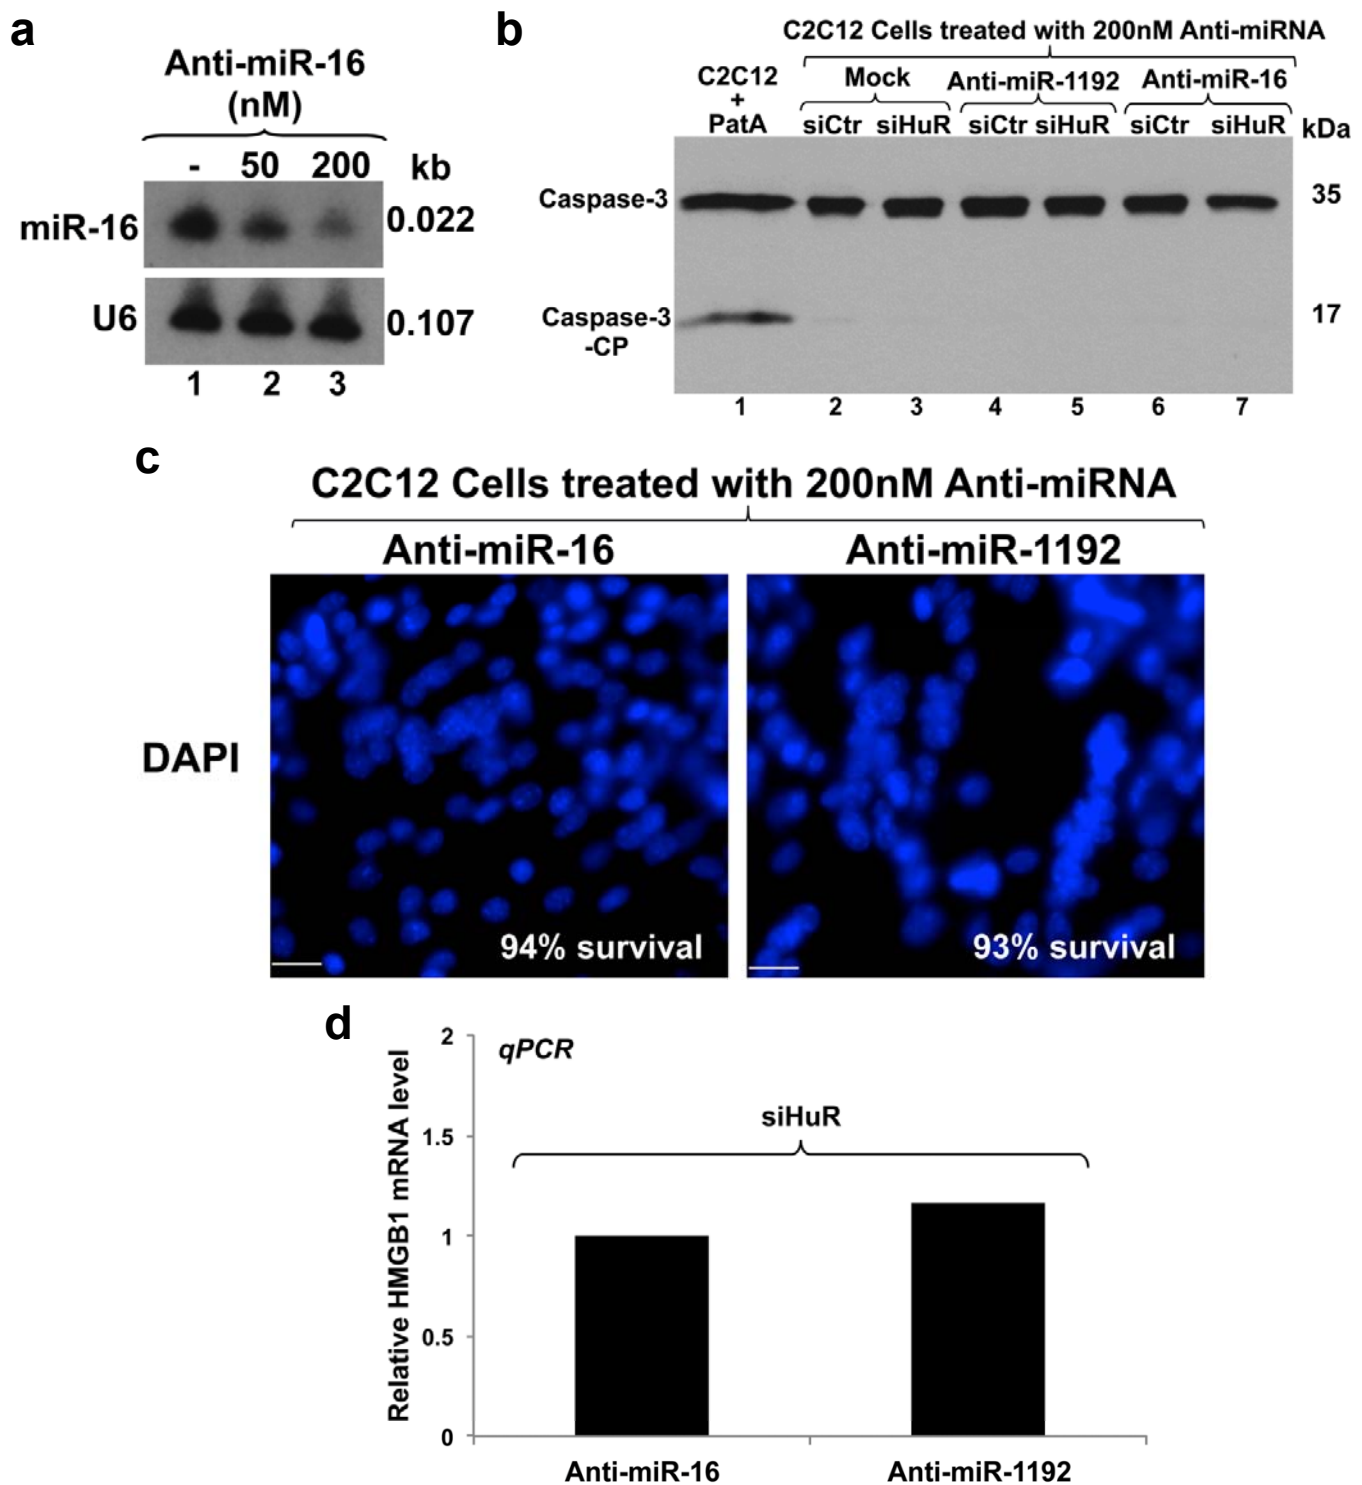 a
Anti-miR-16
(nM)
- 50 200 kb
miR-16 0.022
U6 0.107
1 2 3
b
C2C12 Cells treated with 200nM Anti-miRNA
C2C12
+
PatA
Mock Anti-miR-1192 Anti-miR-16
siCtr siHuR siCtr siHuR siCtr siHuR kDa
Caspase-3 35
Caspase-3
-CP
17
1 2 3 4 5 6 7
c
C2C12 Cells treated with 200nM Anti-miRNA
Anti-miR-16 Anti-miR-1192
DAPI
94% survival 93% survival
d
Relative HMGB1 mRNA level
2
1.5
1
0.5
0
qPCR
siHuR
Anti-miR-16 Anti-miR-1192